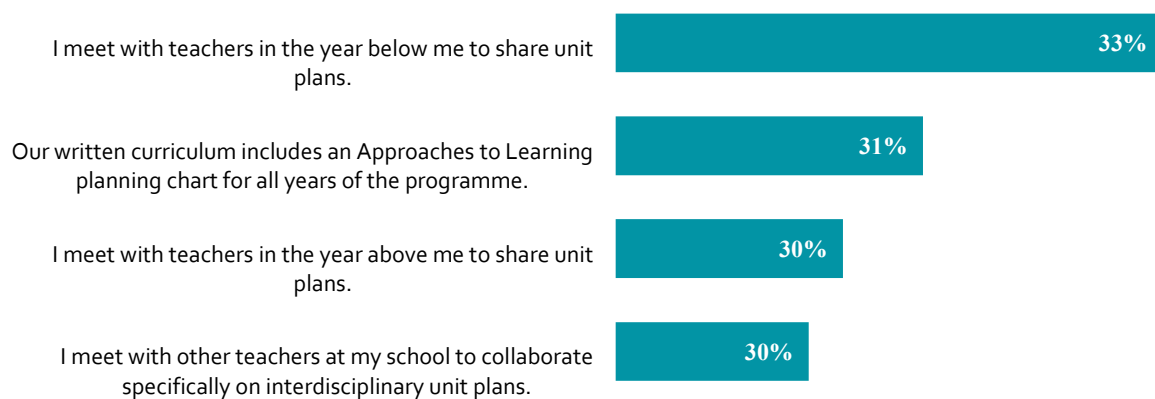 I meet with teachers in the year below me to share unit
plans.
33%
Our written curriculum includes an Approaches to Learning
planning chart for all years of the programme.
31%
I meet with teachers in the year above me to share unit
plans.
30%
I meet with other teachers at my school to collaborate
specifically on interdisciplinary unit plans.
30%